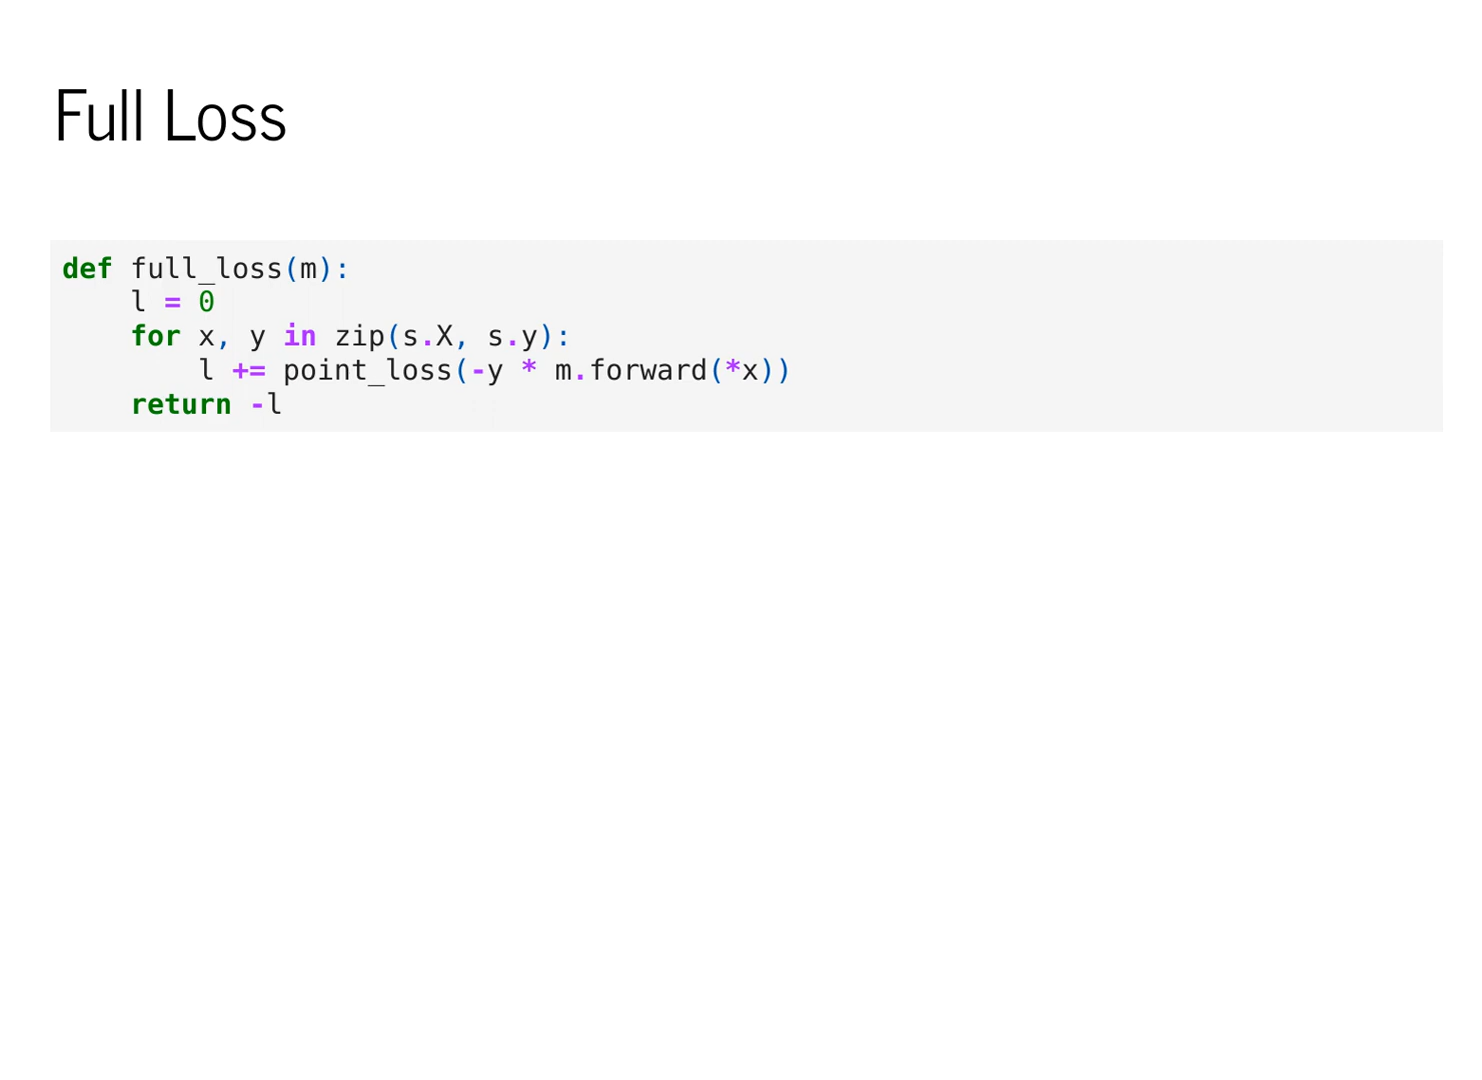 Full Loss
def full_loss(m):
    l = 0
    for x, y in zip(s.X, s.y):
        l += point_loss(-y * m.forward(*x))
    return -l